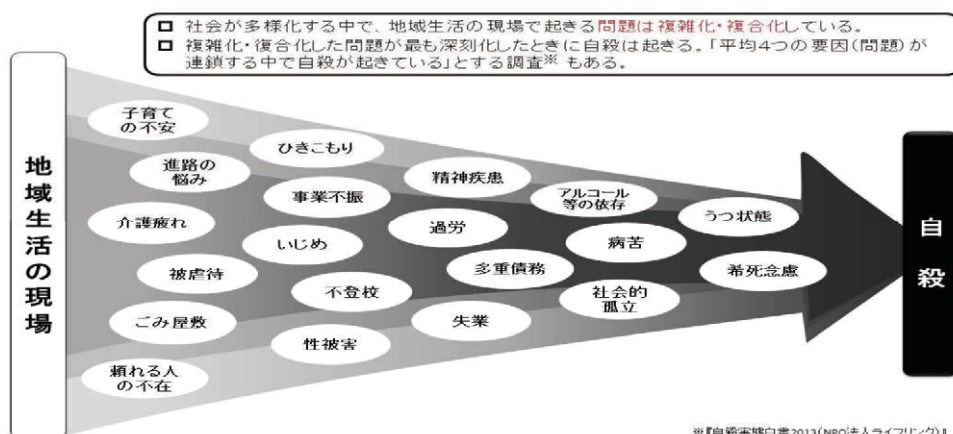 社会が多様化する中で、地域生活の現場で起きる問題は複雑化・複合化している。
複雑化・復合化した問題が最も深刻化したときに自殺は起きる。「平均4つの要因(問題)が
連鎖する中で自殺が起きている」とする調査※ もある。
地域生活の現場
子育て
の不安
進路の
悩み
介護疲れ
被虐待
ごみ屋敷
頼れる人
の不在
ひきこもり
事業不振
いじめ
不登校
性被害
精神疾患
過労
多重債務
失業
アルコール
等の依存
病苦
社会的
孤立
うつ状態
希死念慮
自殺
※『自殺実態白書2013(NPO法人ライフリンク)』